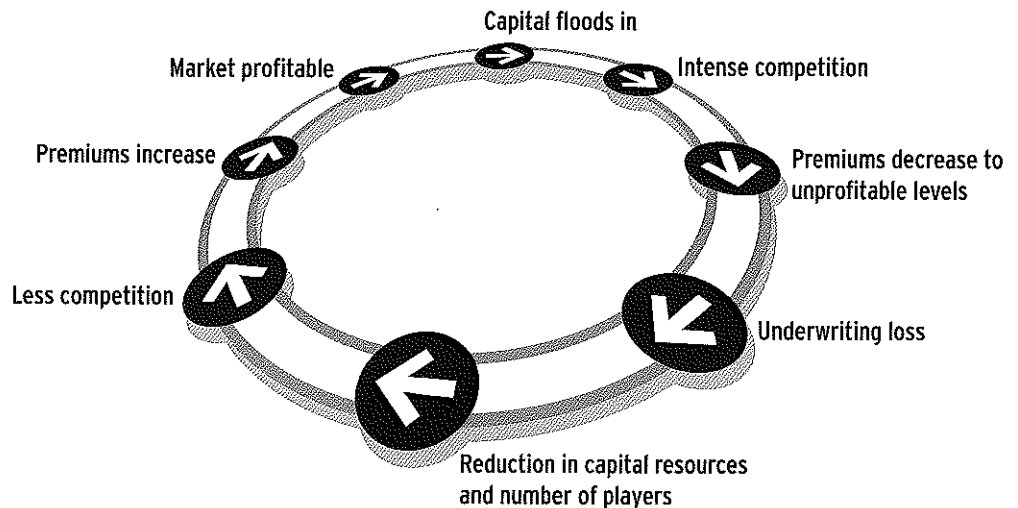 Capital floods in
Market profitable
Intense competition
Premiums increase
Premiums decrease to
unprofitable levels
Less competition
Underwriting loss
Reduction in capital resources
and number of players